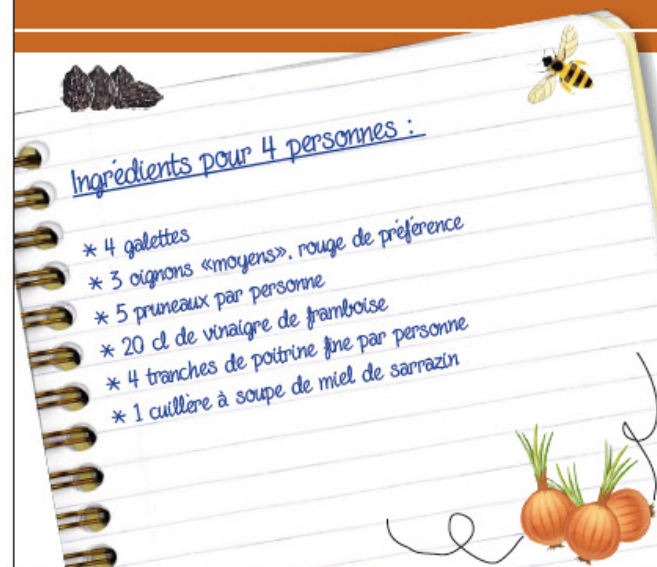 Ingrédients pour 4 personnes :
* 4 galettes
* 3 oignons «moyens», rouge de préférence
* 5 pruneaux par personne
* 20 cl de vinaigre de framboise
* 4 tranches de poitrine fine par personne
* 1 cuillère à soupe de miel de sarrazin